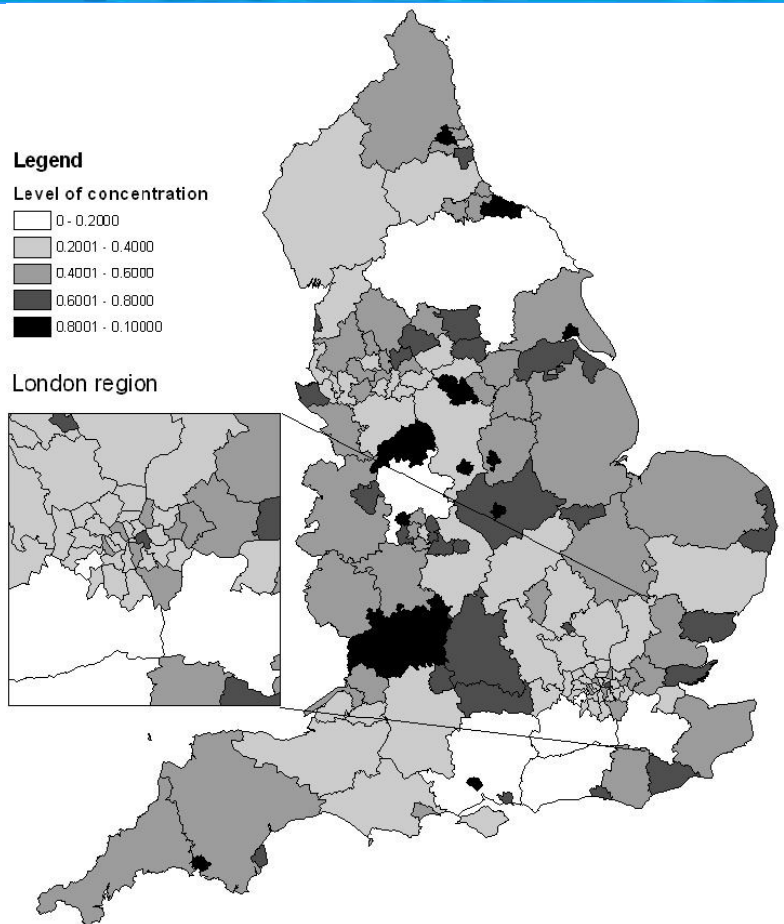 Legend
Level of concentration
0 - 0.2000
0.2001 - 0.4000
0.4001 - 0.6000
0.6001 - 0.8000
0.8001 - 0.10000
London region